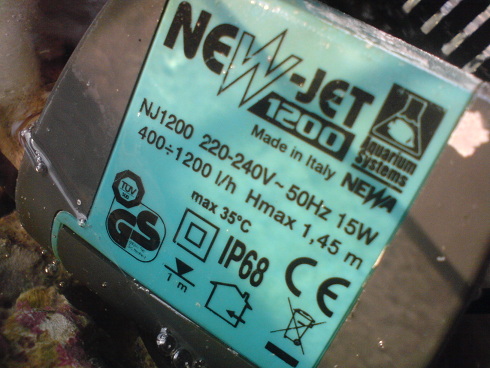 NEW-JET
1200
Aquarium
Systems
Made in Italy NEWA
NJ1200 220-240V~ 50Hz 15W
400÷1200 l/h Hmax 1,45 m
max 35°C
TÜV
GS
IP68
CE
1 m